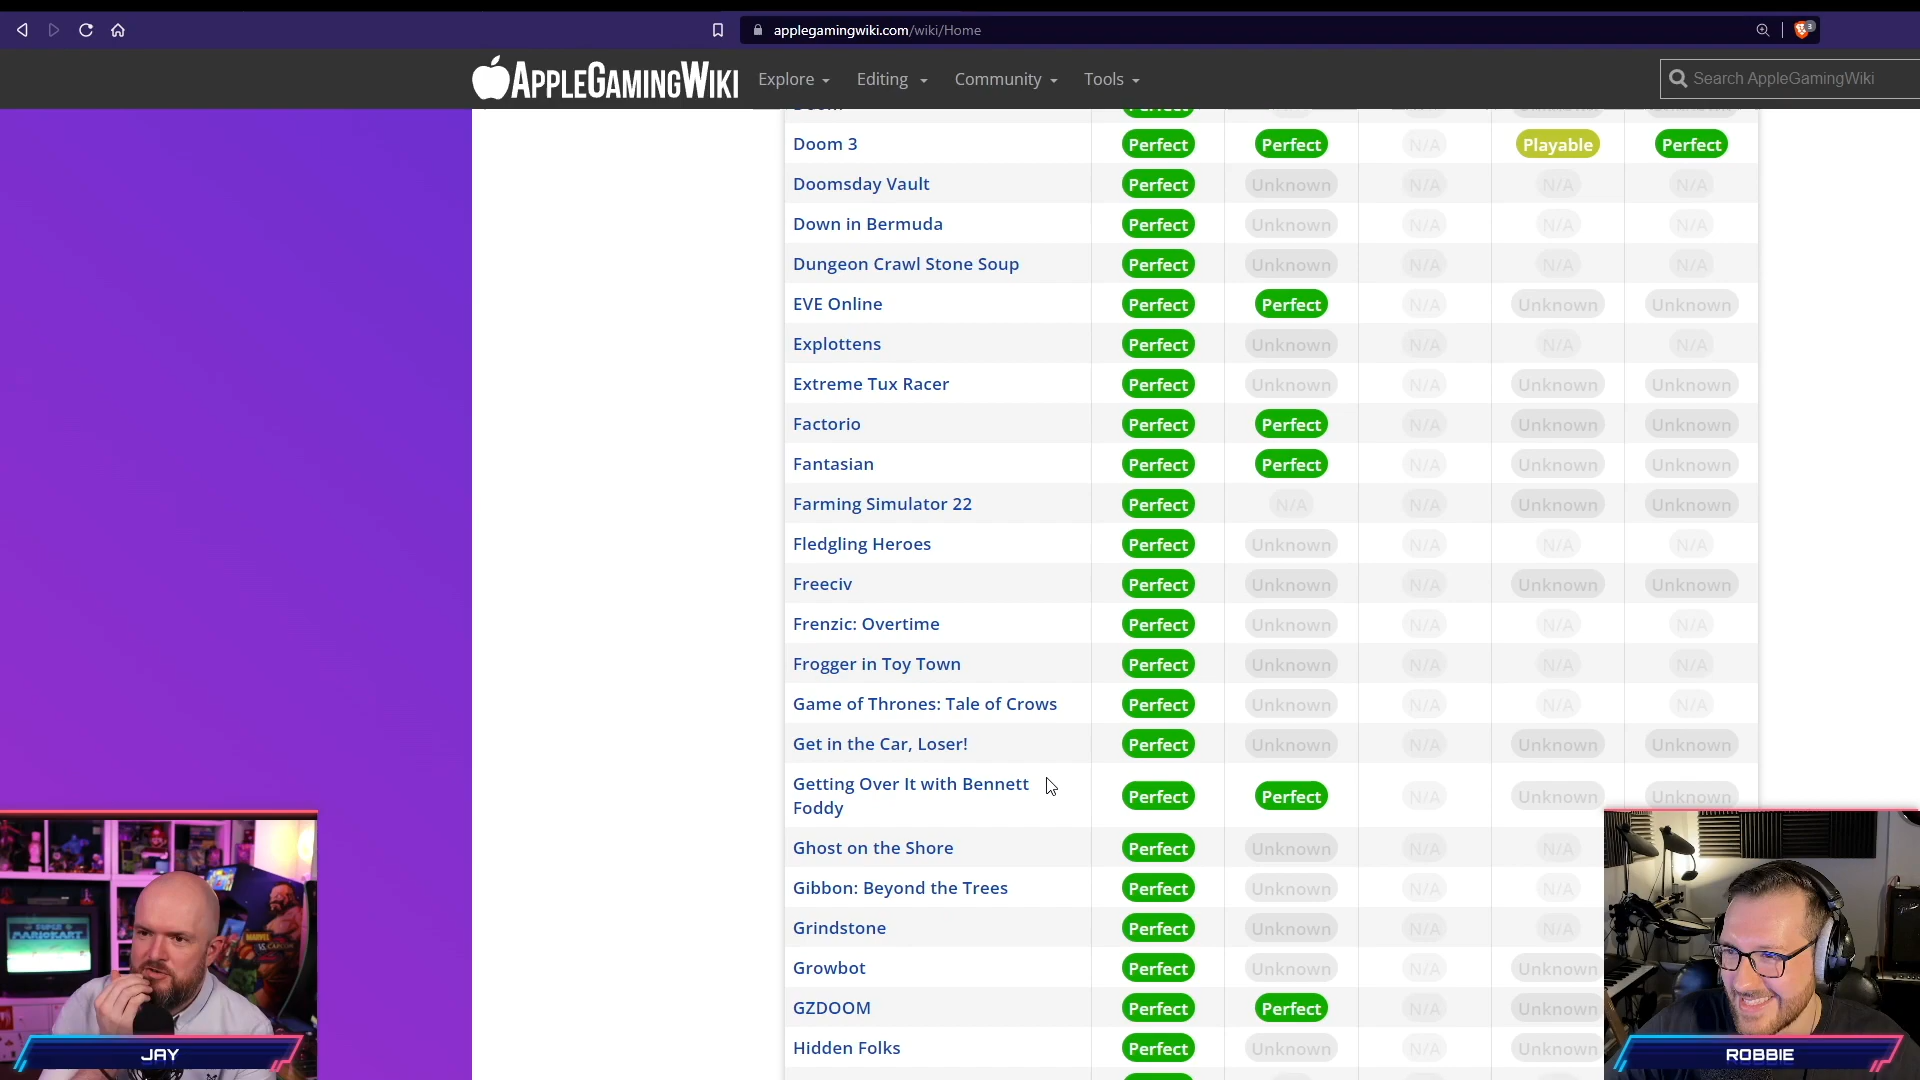 applegamingwiki.com/wiki/Home
3
APPLEGAMINGWIKI Explore Editing Community Tools Search AppleGamingWiki
Doom 3 Perfect Perfect N/A Playable Perfect
Doomsday Vault Perfect Unknown N/A N/A N/A
Down in Bermuda Perfect Unknown N/A N/A N/A
Dungeon Crawl Stone Soup Perfect Unknown N/A N/A N/A
EVE Online Perfect Perfect N/A Unknown Unknown
Explottens Perfect Unknown N/A N/A N/A
Extreme Tux Racer Perfect Unknown N/A Unknown Unknown
Factorio Perfect Perfect N/A Unknown Unknown
Fantasian Perfect Perfect N/A Unknown Unknown
Farming Simulator 22 Perfect N/A N/A Unknown Unknown
Fledgling Heroes Perfect Unknown N/A N/A N/A
Freeciv Perfect Unknown N/A Unknown Unknown
Frenzic: Overtime Perfect Unknown N/A N/A N/A
Frogger in Toy Town Perfect Unknown N/A N/A N/A
Game of Thrones: Tale of Crows Perfect Unknown N/A N/A N/A
Get in the Car, Loser! Perfect Unknown N/A Unknown Unknown
Getting Over It with Bennett
Foddy Perfect Perfect N/A Unknown Unknown
Ghost on the Shore Perfect Unknown N/A N/A
Gibbon: Beyond the Trees Perfect Unknown N/A N/A
Grindstone Perfect Unknown N/A N/A
Growbot Perfect Unknown N/A Unknown
GZDOOM Perfect Perfect N/A Unknown
Hidden Folks Perfect Unknown N/A Unknown
SUPER
MARIOKART
MARVEL
VS. CAPCOM
JAY
ROBBIE